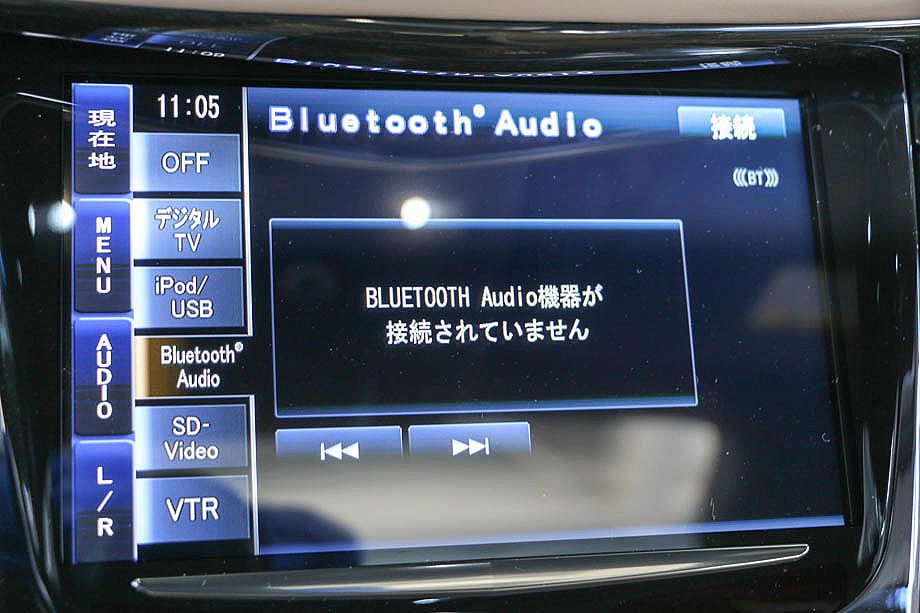 現在地
MENU
AUDIO
L/R
11:05
OFF
デジタル
TV
iPod/
USB
Bluetooth®
Audio
SD-
Video
VTR
Bluetooth® Audio
接続
BT
BLUETOOTH Audio機器が
接続されていません